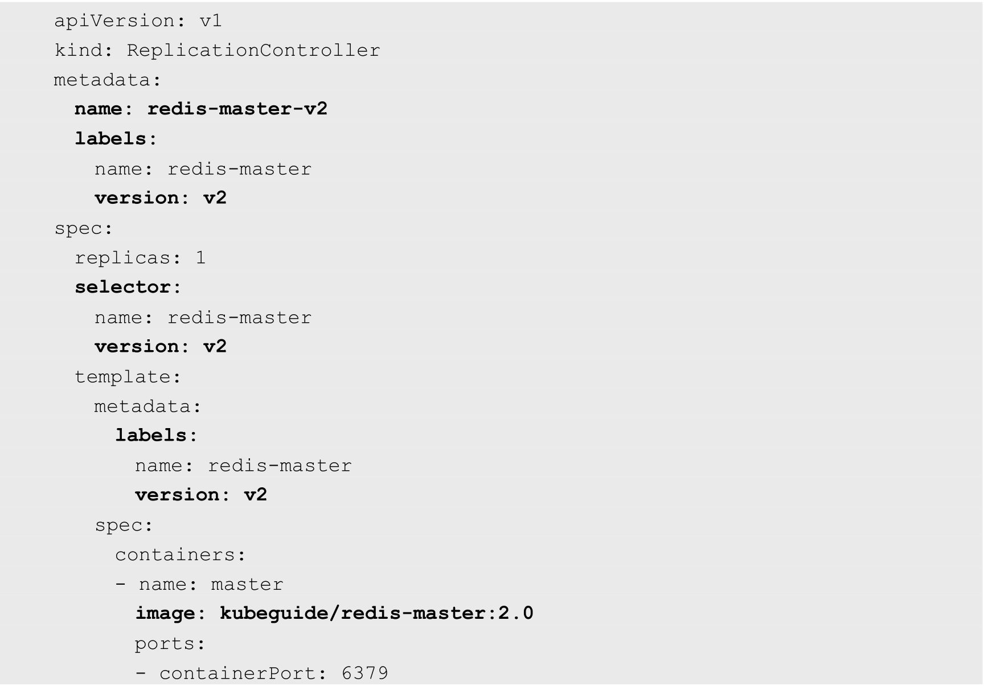 apiVersion: v1
kind: ReplicationController
metadata:
  name: redis-master-v2
  labels:
    name: redis-master
    version: v2
spec:
  replicas: 1
  selector:
    name: redis-master
    version: v2
  template:
    metadata:
      labels:
        name: redis-master
        version: v2
    spec:
      containers:
      - name: master
        image: kubeguide/redis-master:2.0
        ports:
        - containerPort: 6379